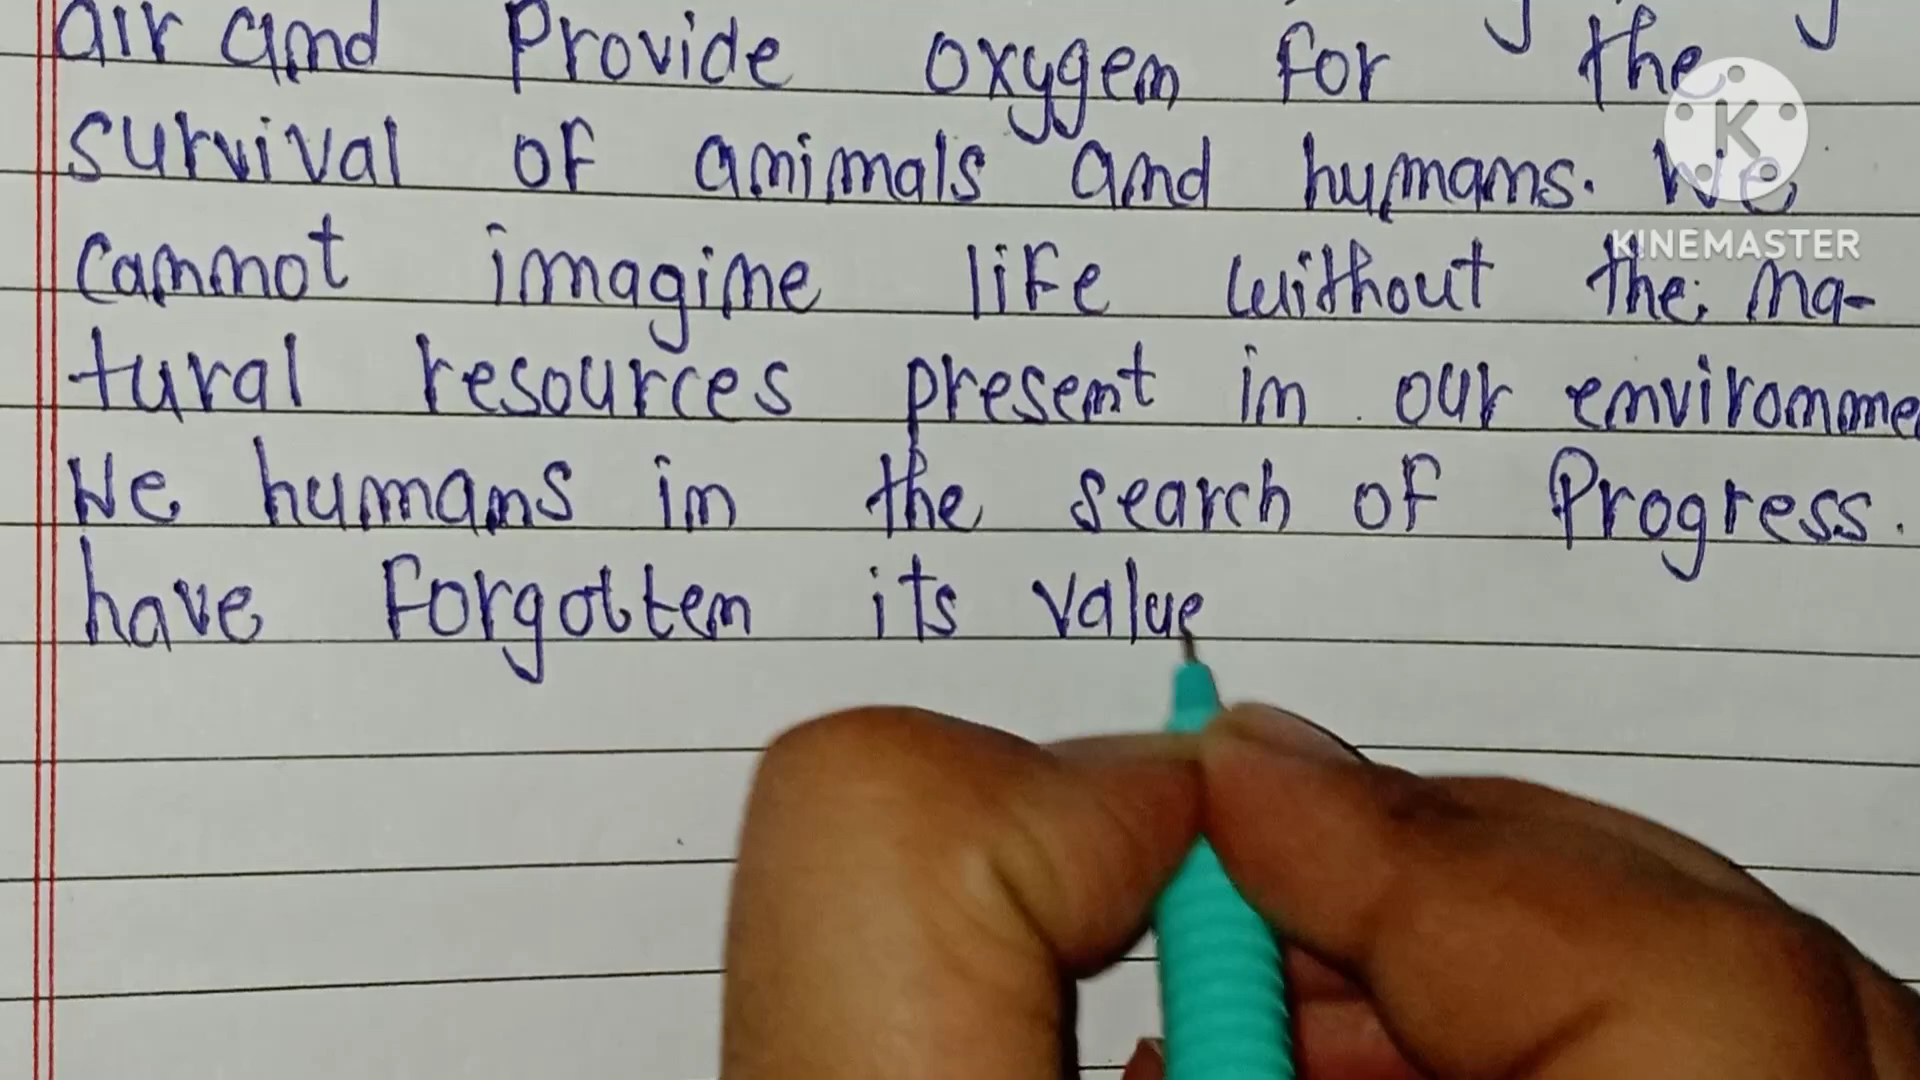 air and Provide oxygen for the
survival of animals and humans. We
cannot imagine life without the na-
tural resources present in our environme
We humans in the search of Progress.
have forgotten its value
K
KINEMASTER